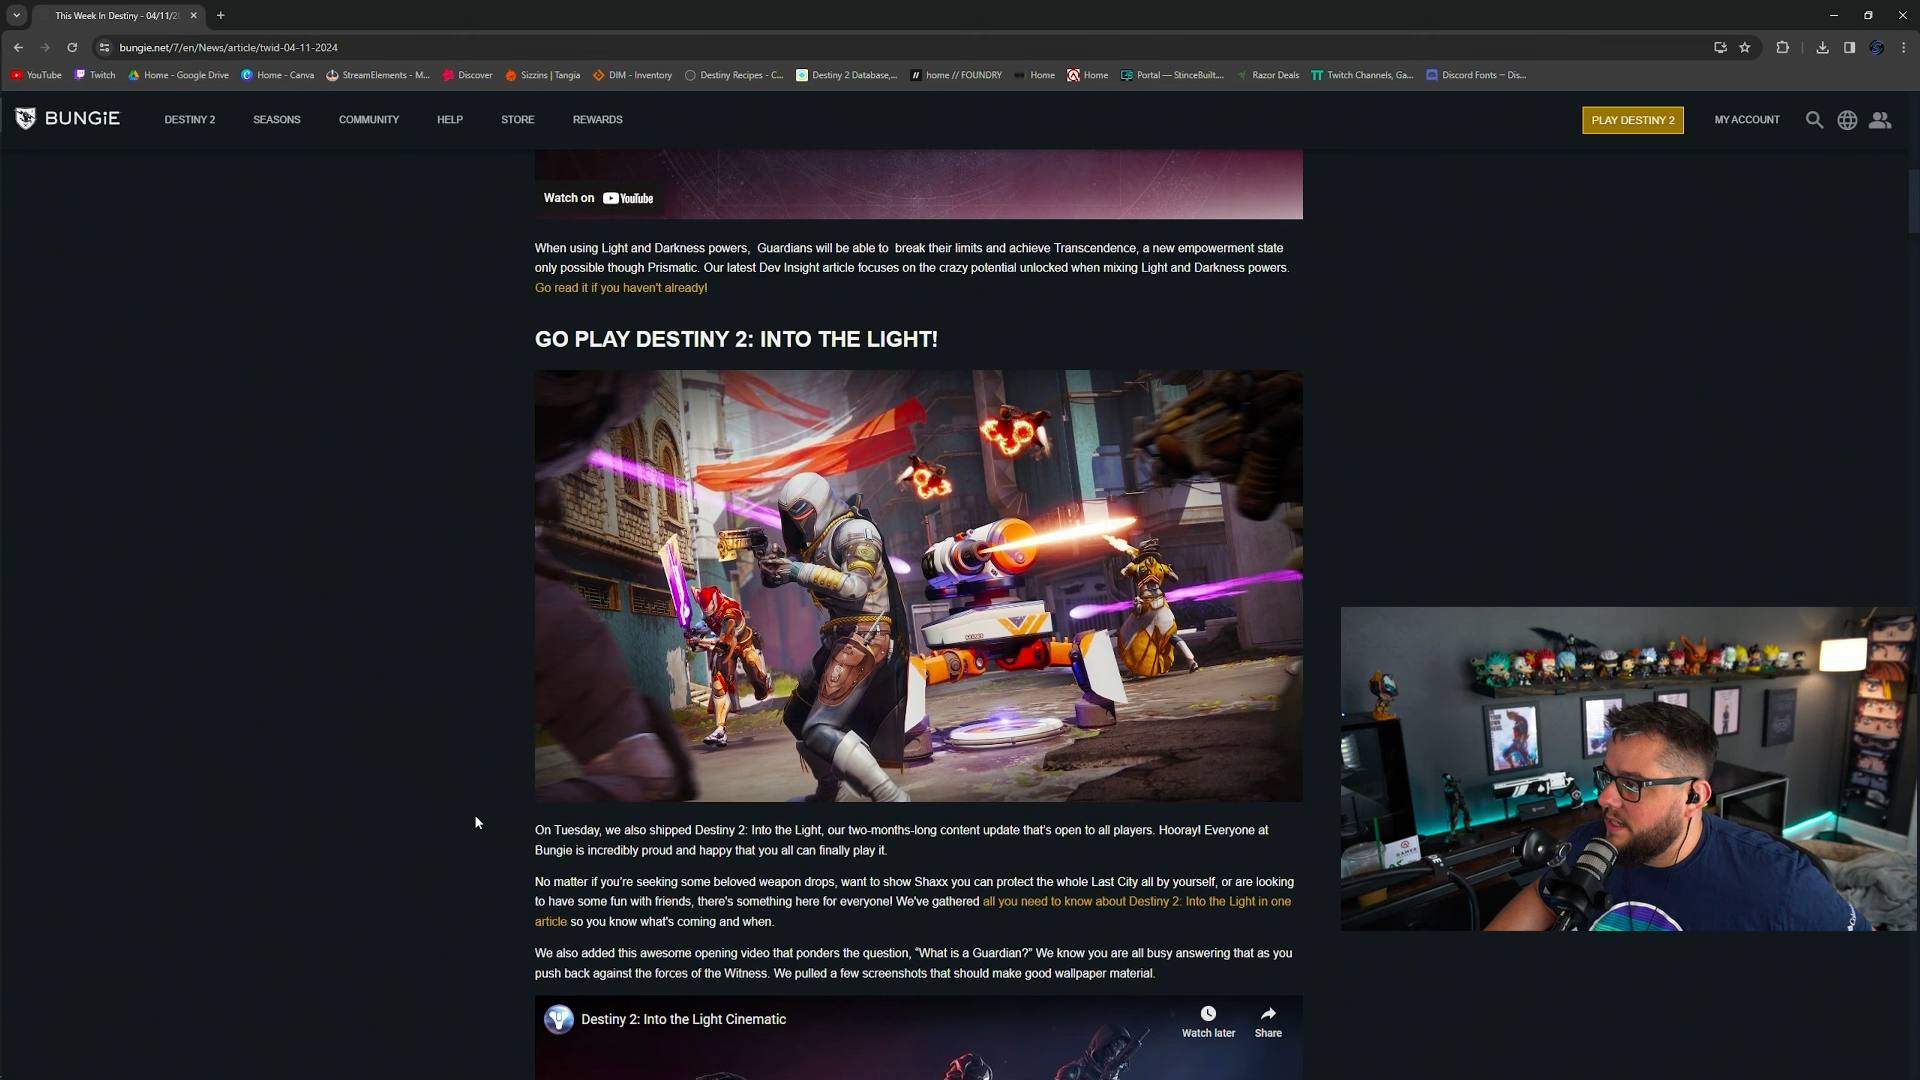 This Week In Destiny - 04/11/2
bungie.net/7/en/News/article/twid-04-11-2024
YouTube
Twitch
Home - Google Drive
Home - Canva
StreamElements - M...
Discover
Sizzins | Tangia
DIM - Inventory
Destiny Recipes - C...
Destiny 2 Database,...
home // FOUNDRY
Home
Home
Portal — StinceBuilt....
Razor Deals
Twitch Channels, Ga...
Discord Fonts – Dis...
BUNGiE
DESTINY 2
SEASONS
COMMUNITY
HELP
STORE
REWARDS
PLAY DESTINY 2
MY ACCOUNT
Watch on YouTube
When using Light and Darkness powers, Guardians will be able to break their limits and achieve Transcendence, a new empowerment state
only possible though Prismatic. Our latest Dev Insight article focuses on the crazy potential unlocked when mixing Light and Darkness powers.
Go read it if you haven't already!
GO PLAY DESTINY 2: INTO THE LIGHT!
On Tuesday, we also shipped Destiny 2: Into the Light, our two-months-long content update that's open to all players. Hooray! Everyone at
Bungie is incredibly proud and happy that you all can finally play it.
No matter if you're seeking some beloved weapon drops, want to show Shaxx you can protect the whole Last City all by yourself, or are looking
to have some fun with friends, there's something here for everyone! We've gathered all you need to know about Destiny 2: Into the Light in one
article so you know what's coming and when.
We also added this awesome opening video that ponders the question, “What is a Guardian?” We know you are all busy answering that as you
push back against the forces of the Witness. We pulled a few screenshots that should make good wallpaper material.
Destiny 2: Into the Light Cinematic
Watch later
Share